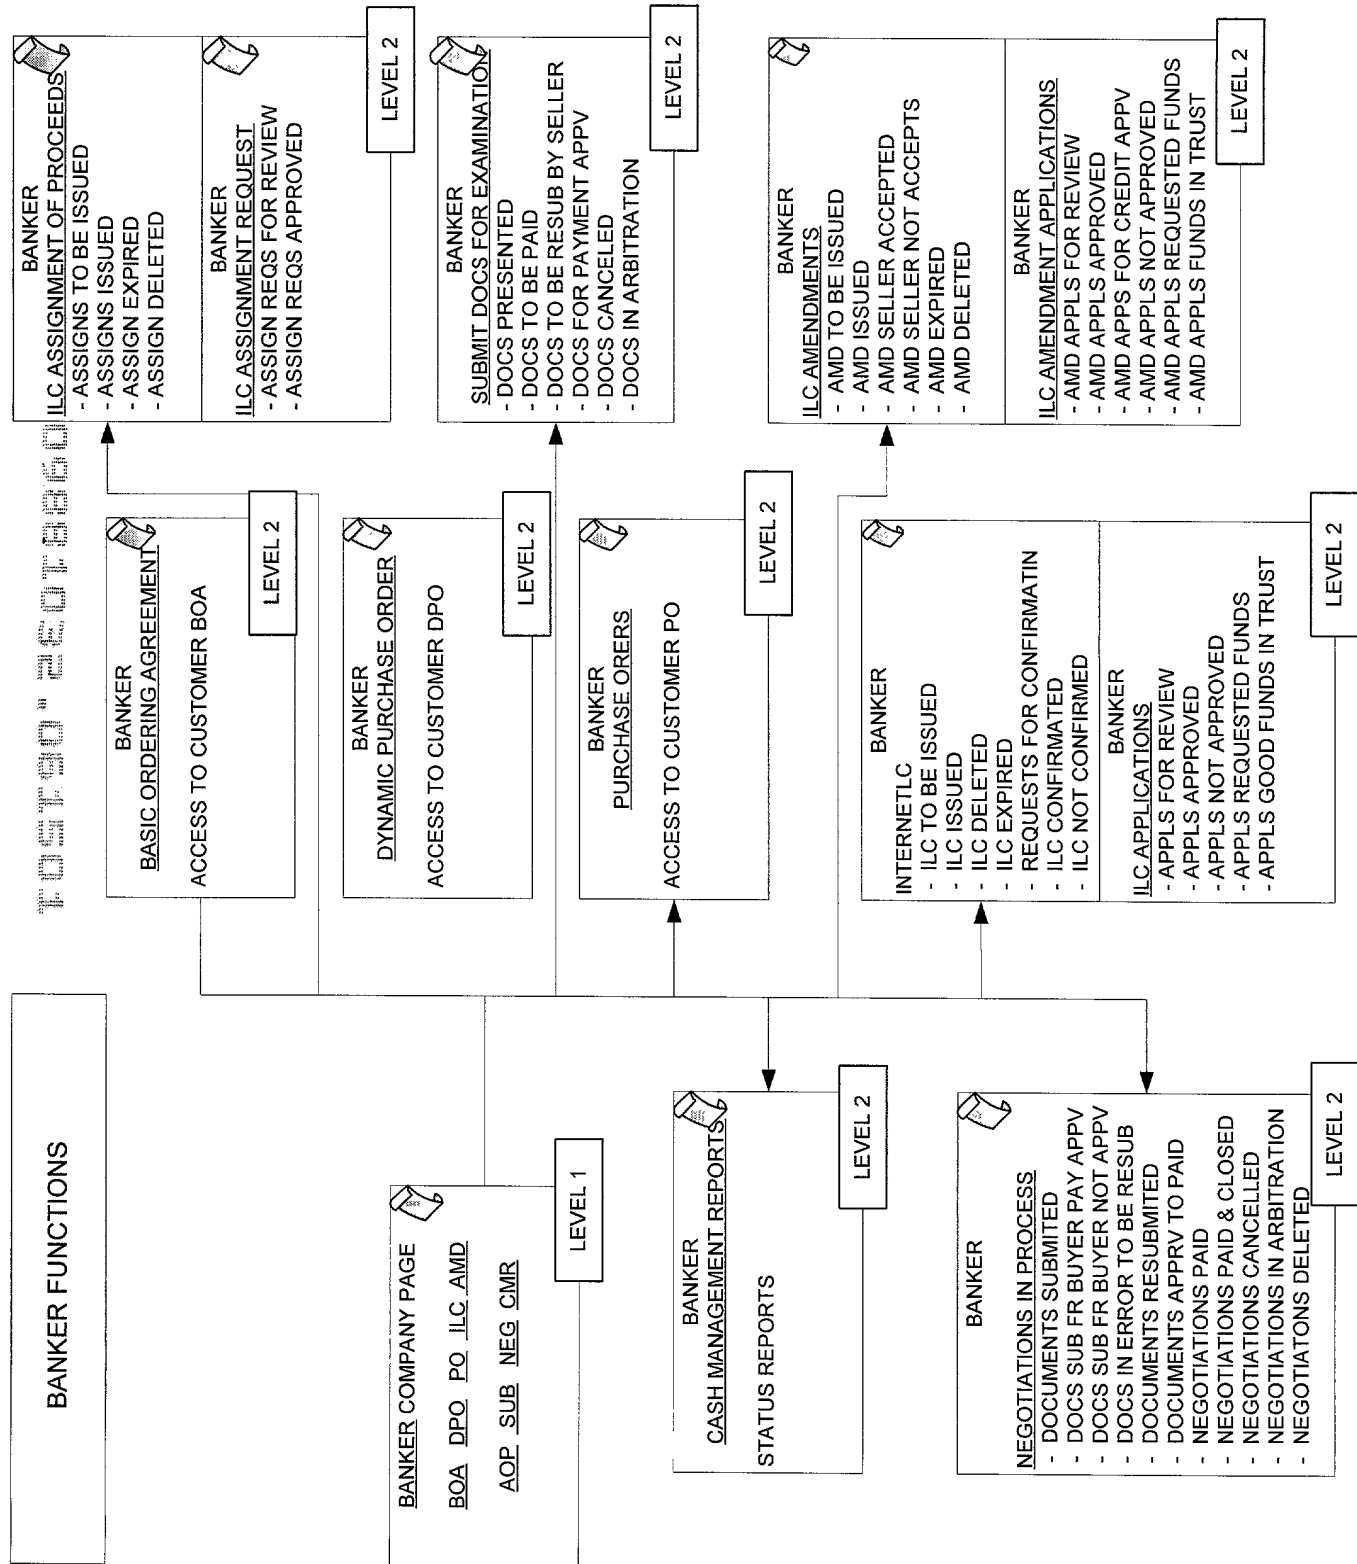 BANKER FUNCTIONS
BANKER COMPANY PAGE
BOA DPO PO ILC AMD
AOP SUB NEG CMR
LEVEL 1
BANKER
CASH MANAGEMENT REPORTS
STATUS REPORTS
LEVEL 2
BANKER
NEGOTIATIONS IN PROCESS
- DOCUMENTS SUBMITED
- DOCS SUB FR BUYER PAY APPV
- DOCS SUB FR BUYER NOT APPV
- DOCS IN ERROR TO BE RESUB
- DOCUMENTS RESUBMITED
- DOCUMENTS APPRV TO PAID
- NEGOTIATIONS PAID
- NEGOTIATIONS PAID & CLOSED
- NEGOTIATIONS CANCELLED
- NEGOTIATIONS IN ARBITRATION
- NEGOTIATONS DELETED
LEVEL 2
BANKER
BASIC ORDERING AGREEMENT
ACCESS TO CUSTOMER BOA
LEVEL 2
BANKER
DYNAMIC PURCHASE ORDER
ACCESS TO CUSTOMER DPO
LEVEL 2
BANKER
PURCHASE ORERS
ACCESS TO CUSTOMER PO
LEVEL 2
BANKER
INTERNETLC
- ILC TO BE ISSUED
- ILC ISSUED
- ILC DELETED
- ILC EXPIRED
- REQUESTS FOR CONFIRMATIN
- ILC CONFIRMATED
- ILC NOT CONFIRMED
BANKER
ILC APPLICATIONS
- APPLS FOR REVIEW
- APPLS APPROVED
- APPLS NOT APPROVED
- APPLS REQUESTED FUNDS
- APPLS GOOD FUNDS IN TRUST
LEVEL 2
BANKER
ILC ASSIGNMENT OF PROCEEDS
- ASSIGNS TO BE ISSUED
- ASSIGNS ISSUED
- ASSIGN EXPIRED
- ASSIGN DELETED
BANKER
ILC ASSIGNMENT REQUEST
- ASSIGN REQS FOR REVIEW
- ASSIGN REQS APPROVED
LEVEL 2
BANKER
SUBMIT DOCS FOR EXAMINATION
- DOCS PRESENTED
- DOCS TO BE PAID
- DOCS TO BE RESUB BY SELLER
- DOCS FOR PAYMENT APPV
- DOCS CANCELED
- DOCS IN ARBITRATION
LEVEL 2
BANKER
ILC AMENDMENTS
- AMD TO BE ISSUED
- AMD ISSUED
- AMD SELLER ACCEPTED
- AMD SELLER NOT ACCEPTS
- AMD EXPIRED
- AMD DELETED
BANKER
ILC AMENDMENT APPLICATIONS
- AMD APPLS FOR REVIEW
- AMD APPLS APPROVED
- AMD APPS FOR CREDIT APPV
- AMD APPLS NOT APPROVED
- AMD APPLS REQUESTED FUNDS
- AMD APPLS FUNDS IN TRUST
LEVEL 2